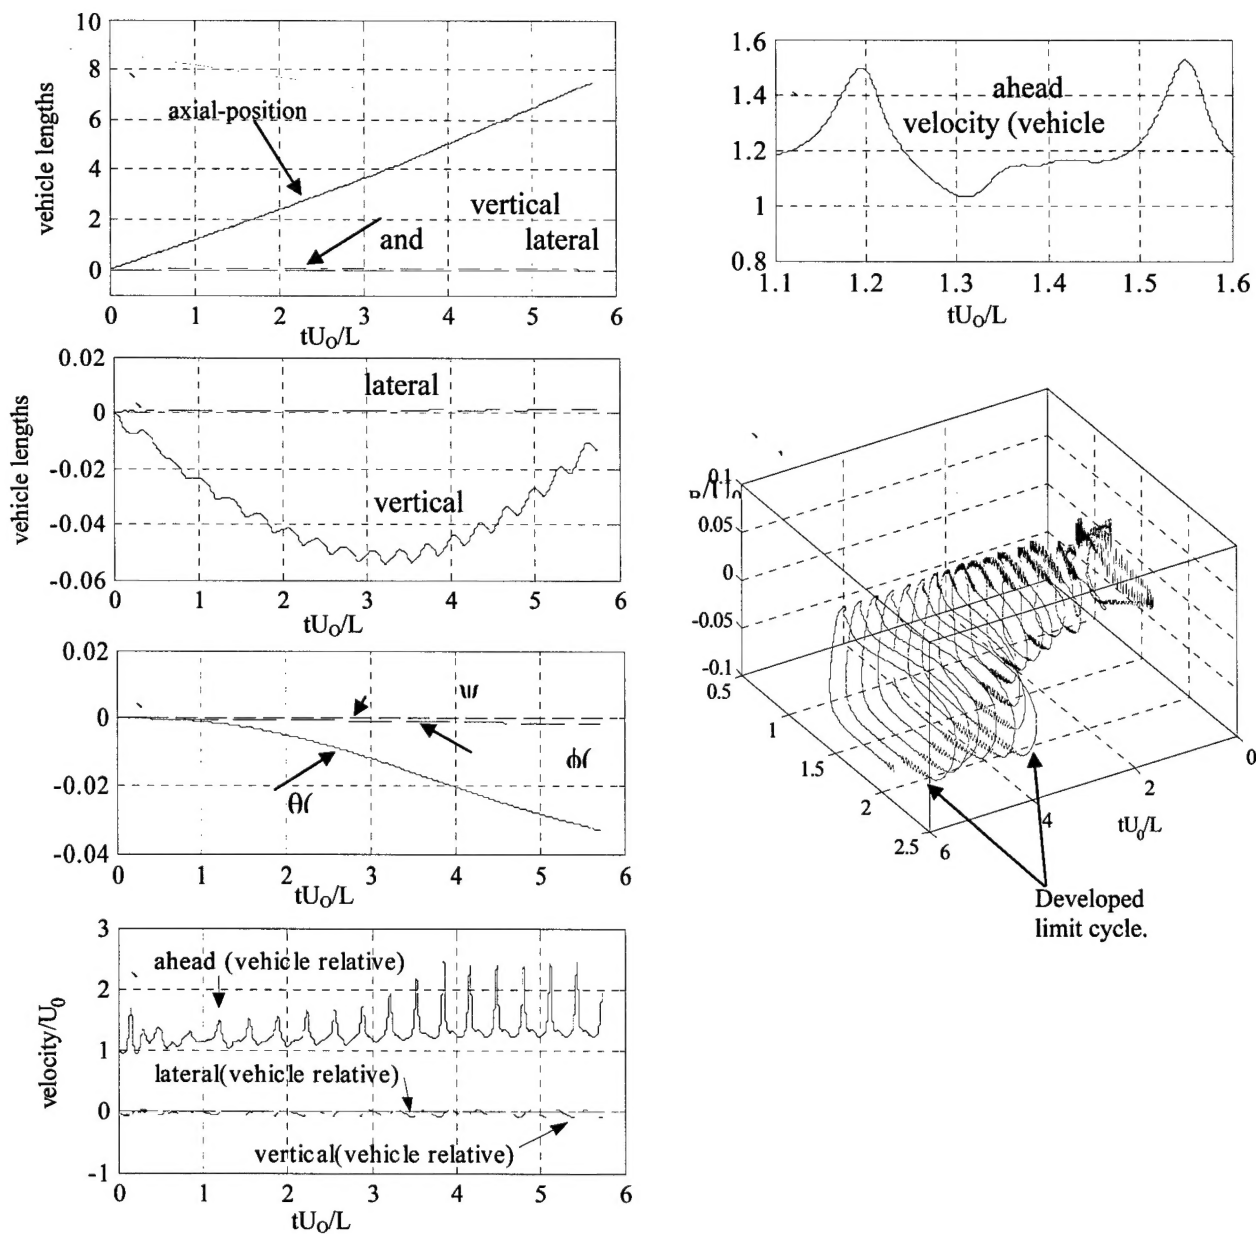 10
8
6
4
2
0
vehicle lengths
axial-position
vertical
and lateral
0 1 2 3 4 5 6
tU₀/L
0.02
0
-0.02
-0.04
-0.06
vehicle lengths
lateral
vertical
0 1 2 3 4 5 6
tU₀/L
0.02
0
-0.02
-0.04
ψ
ϕ(
θ(
0 1 2 3 4 5 6
tU₀/L
3
2
1
0
-1
velocity/U₀
ahead (vehicle relative)
lateral(vehicle relative)
vertical(vehicle relative)
0 1 2 3 4 5 6
tU₀/L
1.6
1.4
1.2
1
0.8
ahead
velocity (vehicle
1.1 1.2 1.3 1.4 1.5 1.6
tU₀/L
0.1
0.05
0
-0.05
-0.1
0.5
1
1.5
2
2.5
6
4
2
0
tU₀/L
Developed
limit cycle.